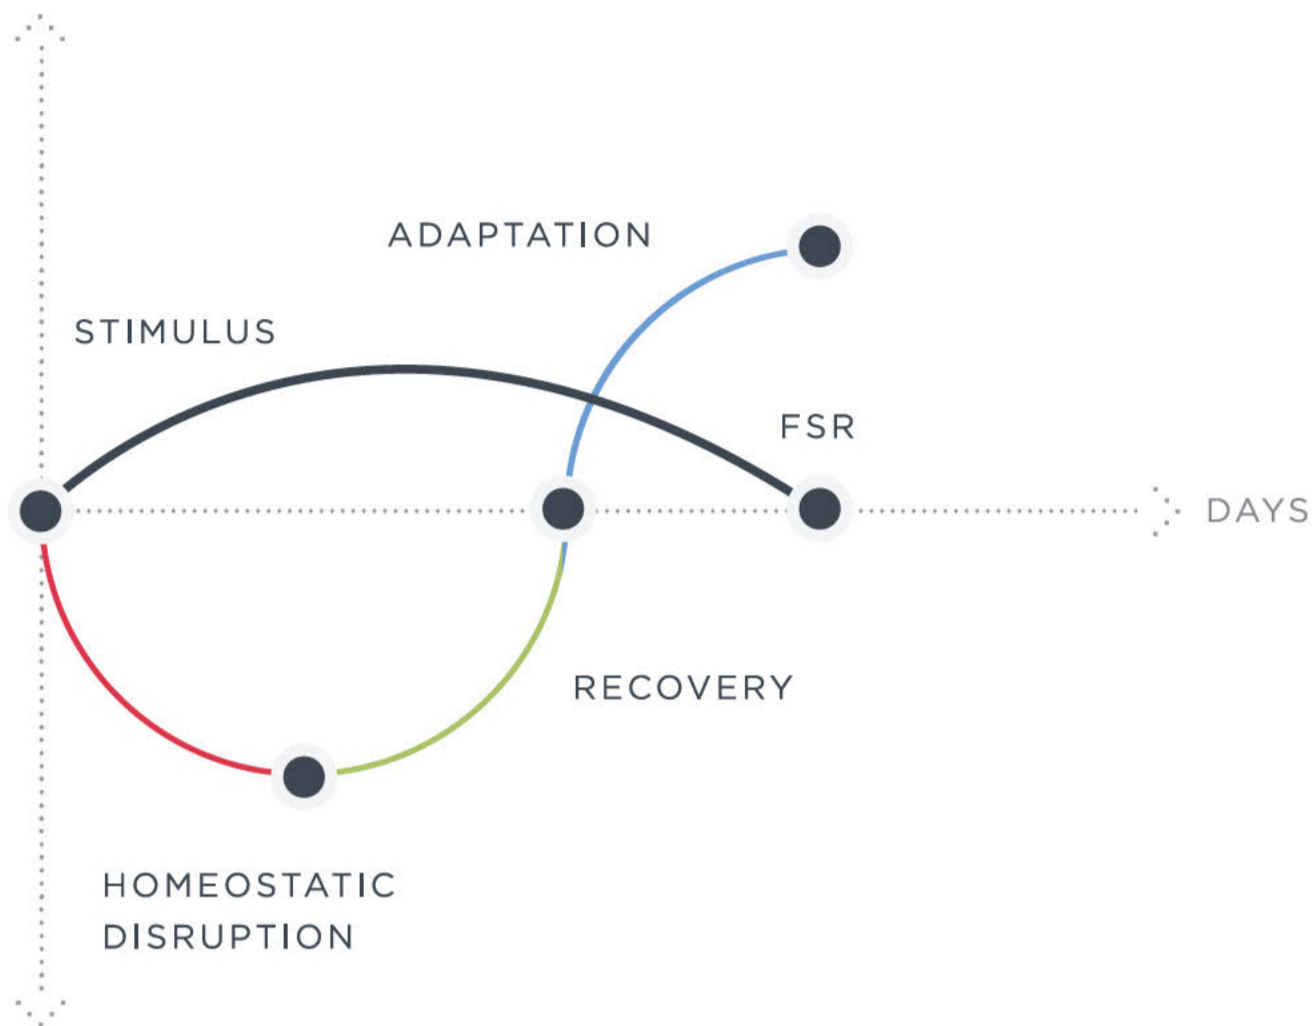 ADAPTATION
STIMULUS
FSR
DAYS
RECOVERY
HOMEOSTATIC
DISRUPTION